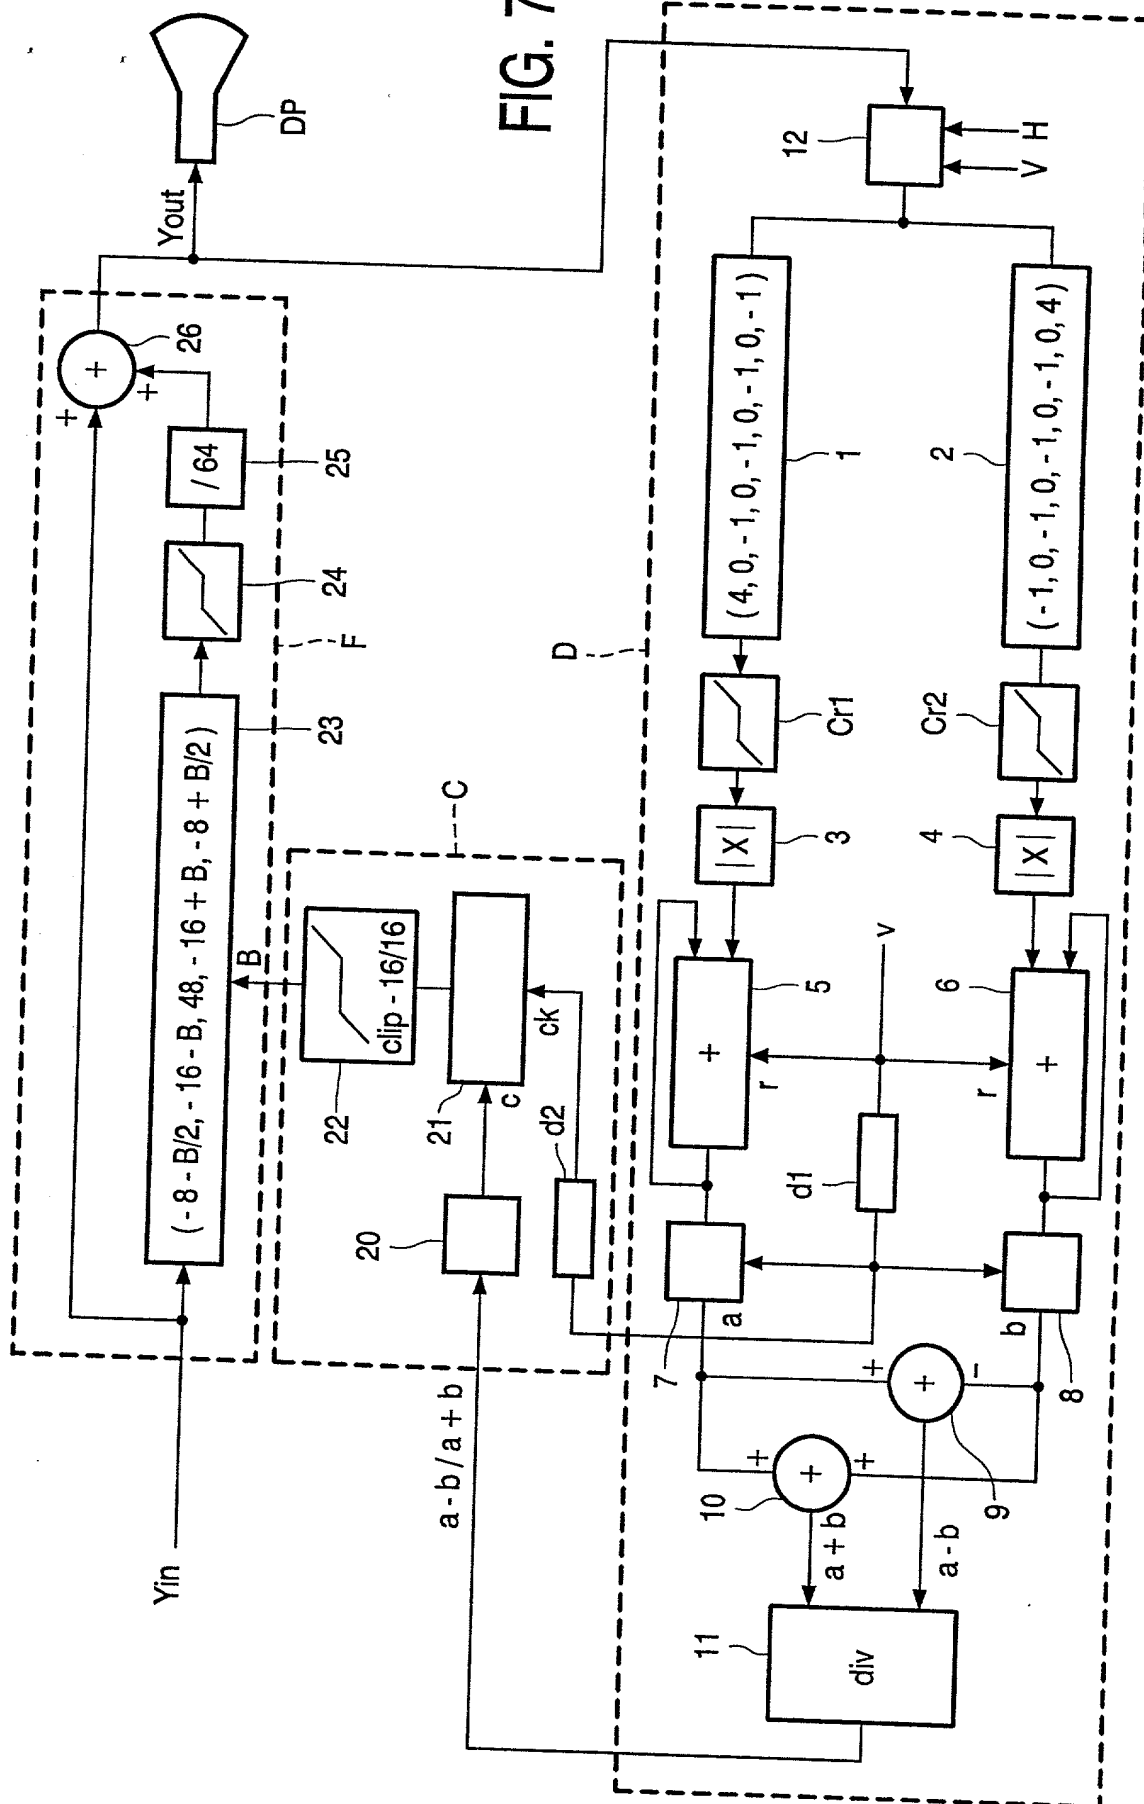 Yin
(-8-B/2, -16-B, 48, -16+B, -8+B/2)
23
24
/64
25
+
+
+
26
Yout
DP
F
B
20
21
c
ck
22
clip - 16/16
d2
C
a-b/a+b
FIG. 7
D
11
div
10
+
+
+
a+b
a-b
9
+
+
-
7
a
8
b
d1
v
+
5
r
+
6
r
|X|
3
|X|
4
Cr1
Cr2
(4, 0, -1, 0, -1, 0, -1, 0, -1)
1
(-1, 0, -1, 0, -1, 0, -1, 0, 4)
2
12
V
H